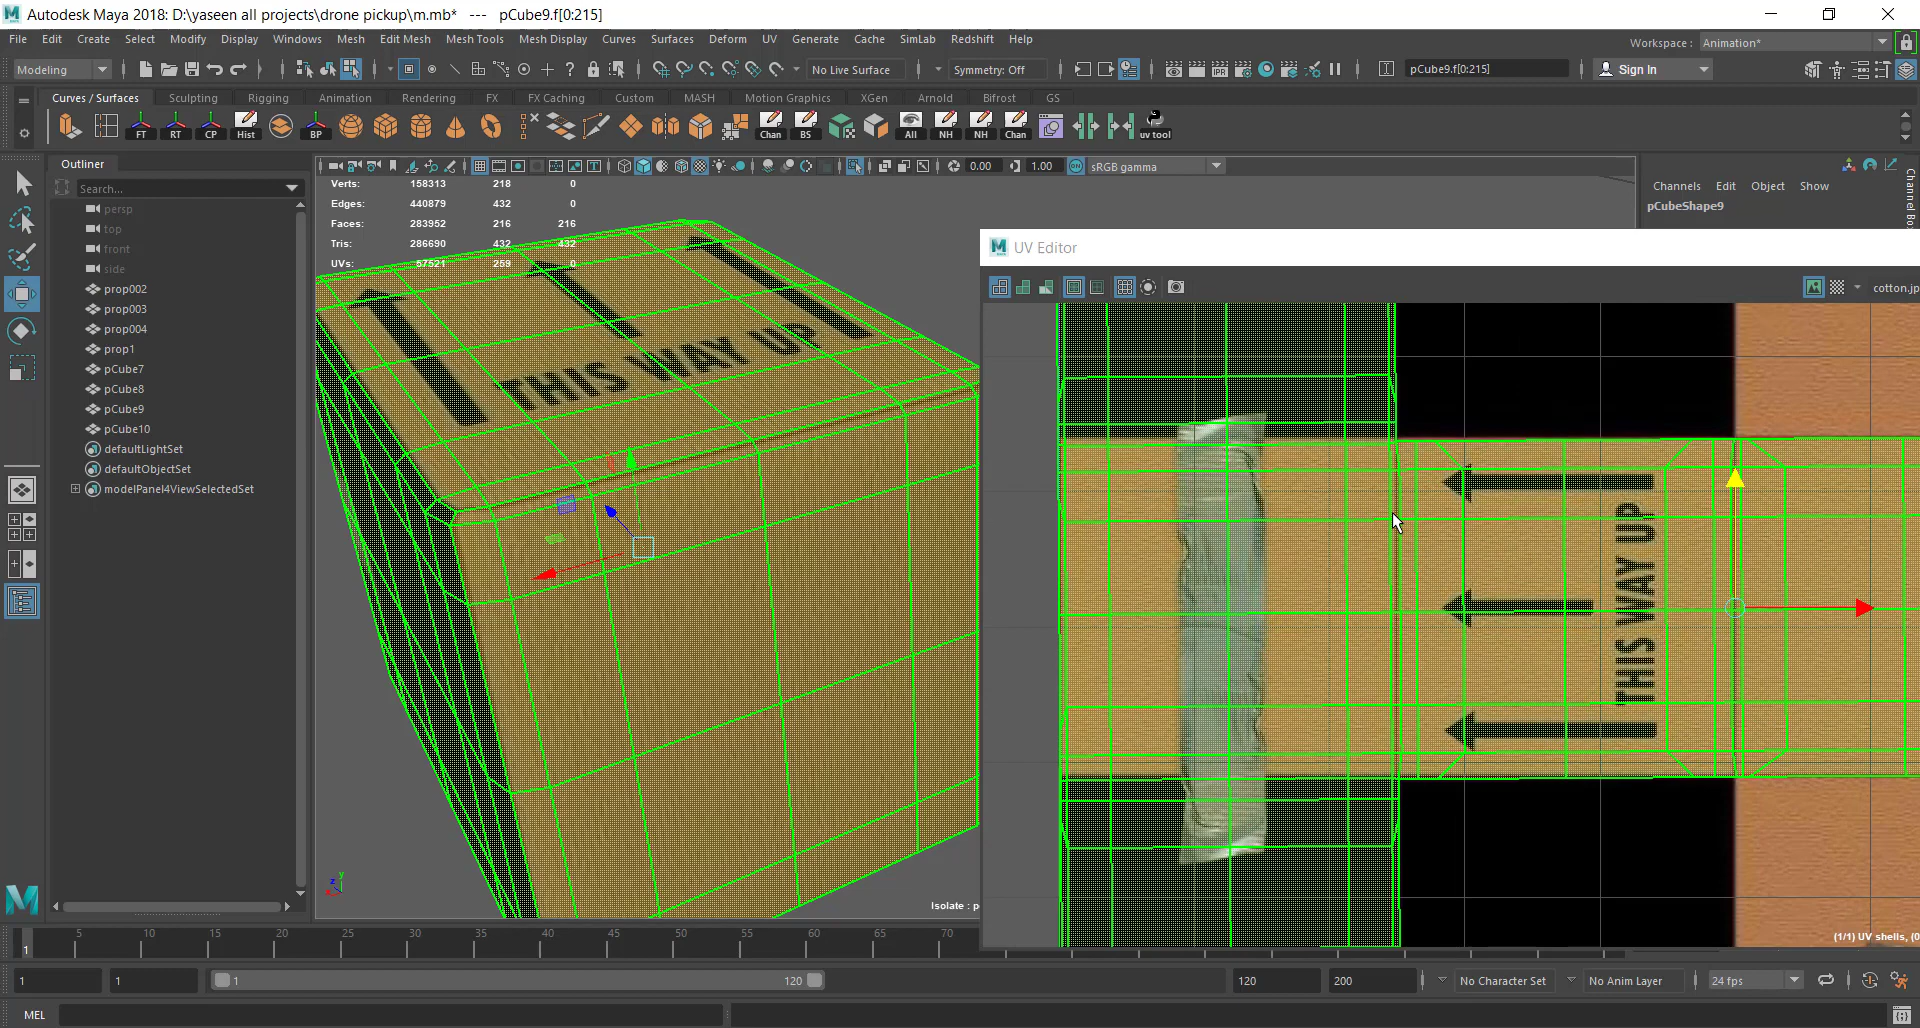 Autodesk Maya 2018: D:\yaseen all projects\drone pickup\m.mb* --- pCube9.f[0:215]
File Edit Create Select Modify Display Windows Mesh Edit Mesh Mesh Tools Mesh Display Curves Surfaces Deform UV Generate Cache SimLab Redshift Help
Workspace : Animation*
Modeling No Live Surface Symmetry: Off IPR pCube9.f[0:215] Sign In
Curves / Surfaces Sculpting Rigging Animation Rendering FX FX Caching Custom MASH Motion Graphics XGen Arnold Bifrost GS
FT RT CP Hist BP Chan BS All NH NH Chan uv tool
Outliner
Search...
persp
top
front
side
prop002
prop003
prop004
prop1
pCube7
pCube8
pCube9
pCube10
defaultLightSet
defaultObjectSet
modelPanel4ViewSelectedSet
0.00 1.00 sRGB gamma
Verts: 158313 218 0
Edges: 440879 432 0
Faces: 283952 216 216
Tris: 286690 432 432
UVs: 57521 259 0
THIS WAY UP
Isolate : p
Channels Edit Object Show
pCubeShape9
Channel Box
UV Editor
cotton.jp
THIS WAY UP
(1/1) UV shells, (0
1 5 10 15 20 25 30 35 40 45 50 55 60 65 70
1 1 1 120 120 200 No Character Set No Anim Layer 24 fps
MEL